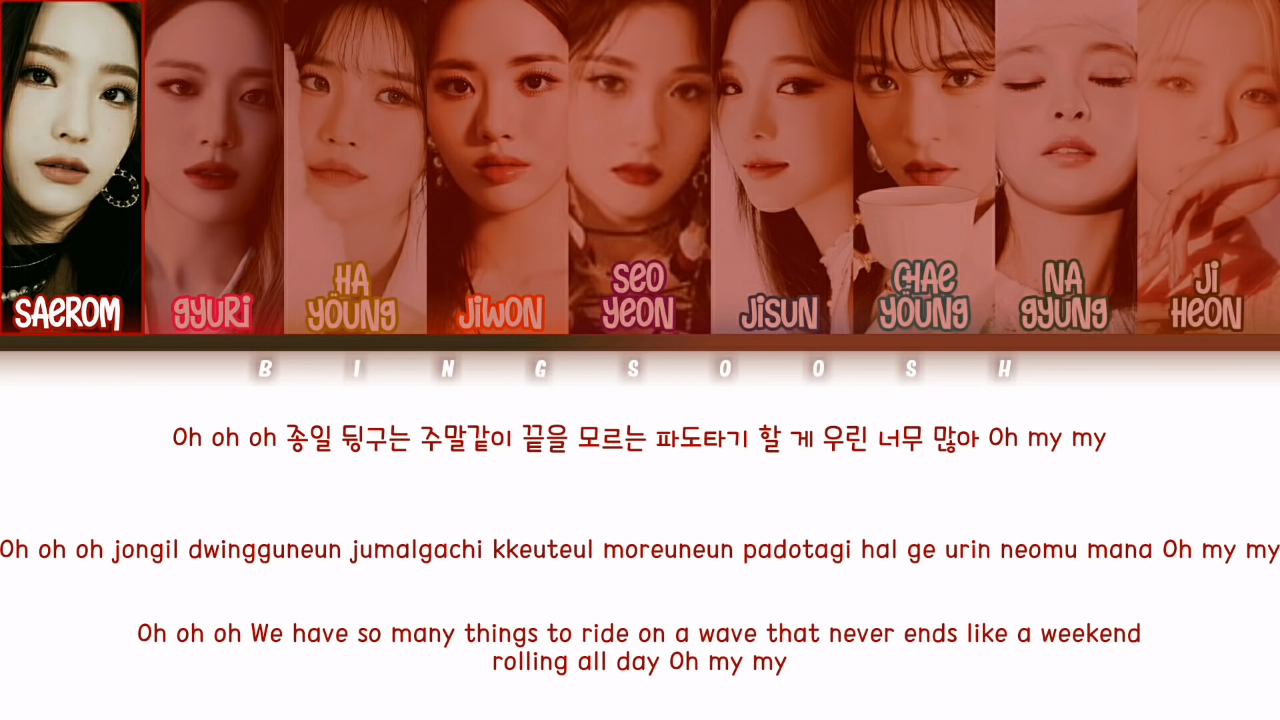 SAEROM
GYURI
HA
YOUNG
JIWON
SEO
YEON
JISUN
CHAE
YOUNG
NA
GYUNG
JI
HEON
B I N G S O O S H
Oh oh oh 종일 뒹구는 주말같이 끝을 모르는 파도타기 할 게 우린 너무 많아 Oh my my
Oh oh oh jongil dwingguneun jumalgachi kkeuteul moreuneun padotagi hal ge urin neomu mana Oh my my
Oh oh oh We have so many things to ride on a wave that never ends like a weekend
rolling all day Oh my my